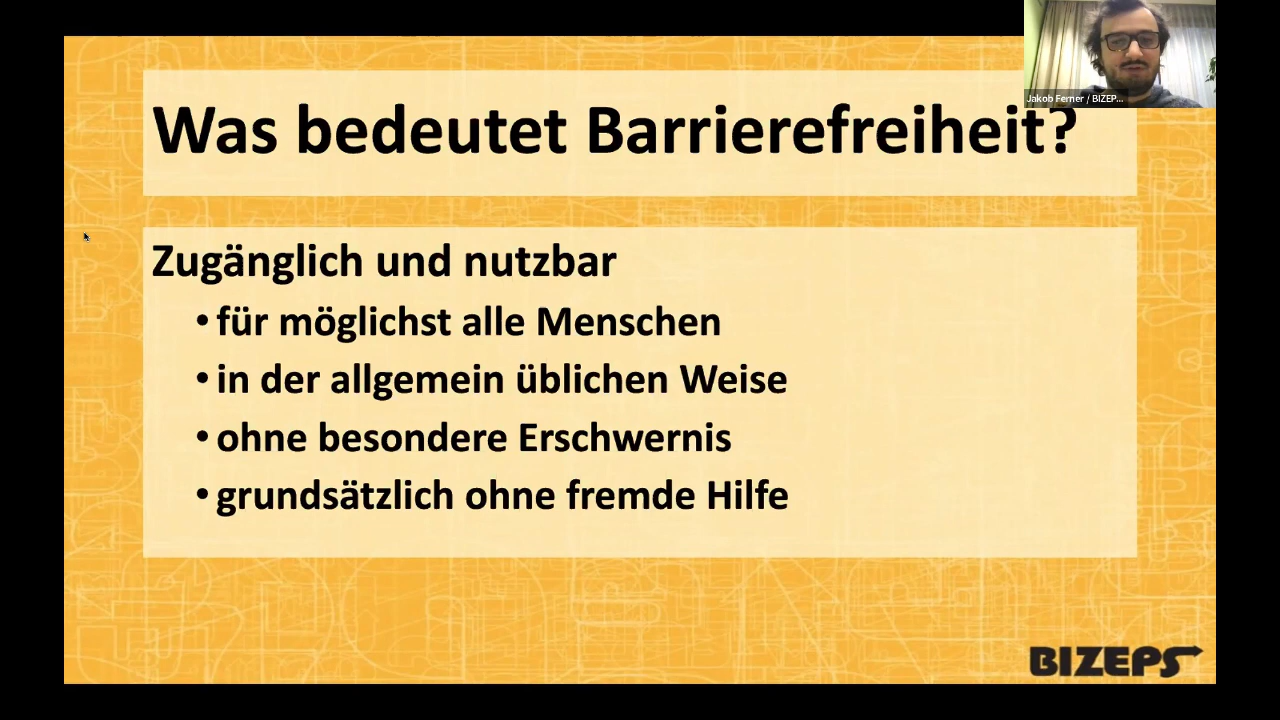 Jakob Ferner / BIZEP...
Was bedeutet Barrierefreiheit?
Zugänglich und nutzbar
• für möglichst alle Menschen
• in der allgemein üblichen Weise
• ohne besondere Erschwernis
• grundsätzlich ohne fremde Hilfe
BIZEPS